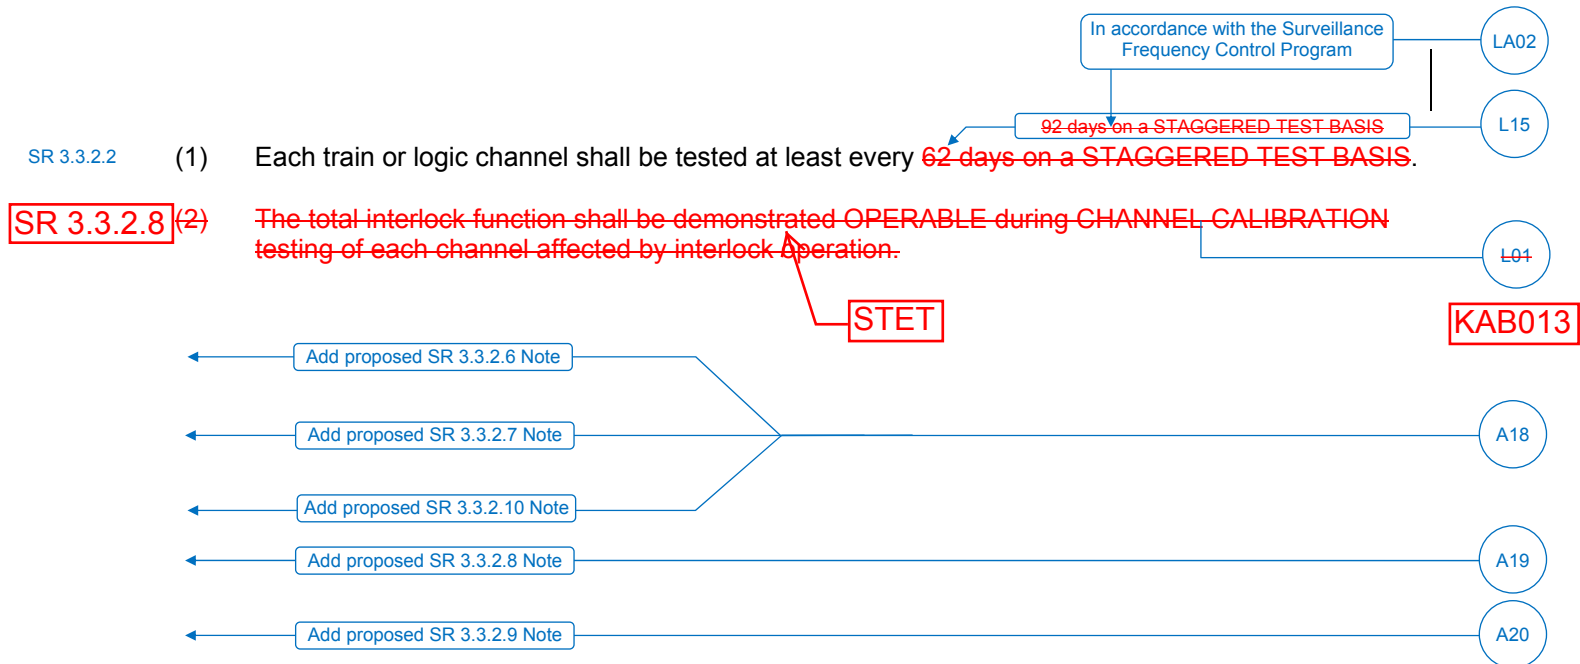 In accordance with the Surveillance
Frequency Control Program
LA02
92 days on a STAGGERED TEST BASIS
L15
SR 3.3.2.2 (1) Each train or logic channel shall be tested at least every 62 days on a STAGGERED TEST BASIS.
SR 3.3.2.8 (2) The total interlock function shall be demonstrated OPERABLE during CHANNEL CALIBRATION
testing of each channel affected by interlock operation.
L01
STET
KAB013
Add proposed SR 3.3.2.6 Note
Add proposed SR 3.3.2.7 Note
A18
Add proposed SR 3.3.2.10 Note
Add proposed SR 3.3.2.8 Note
A19
Add proposed SR 3.3.2.9 Note
A20